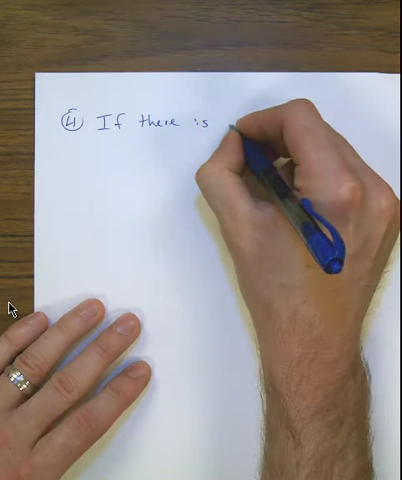 ④ If there is